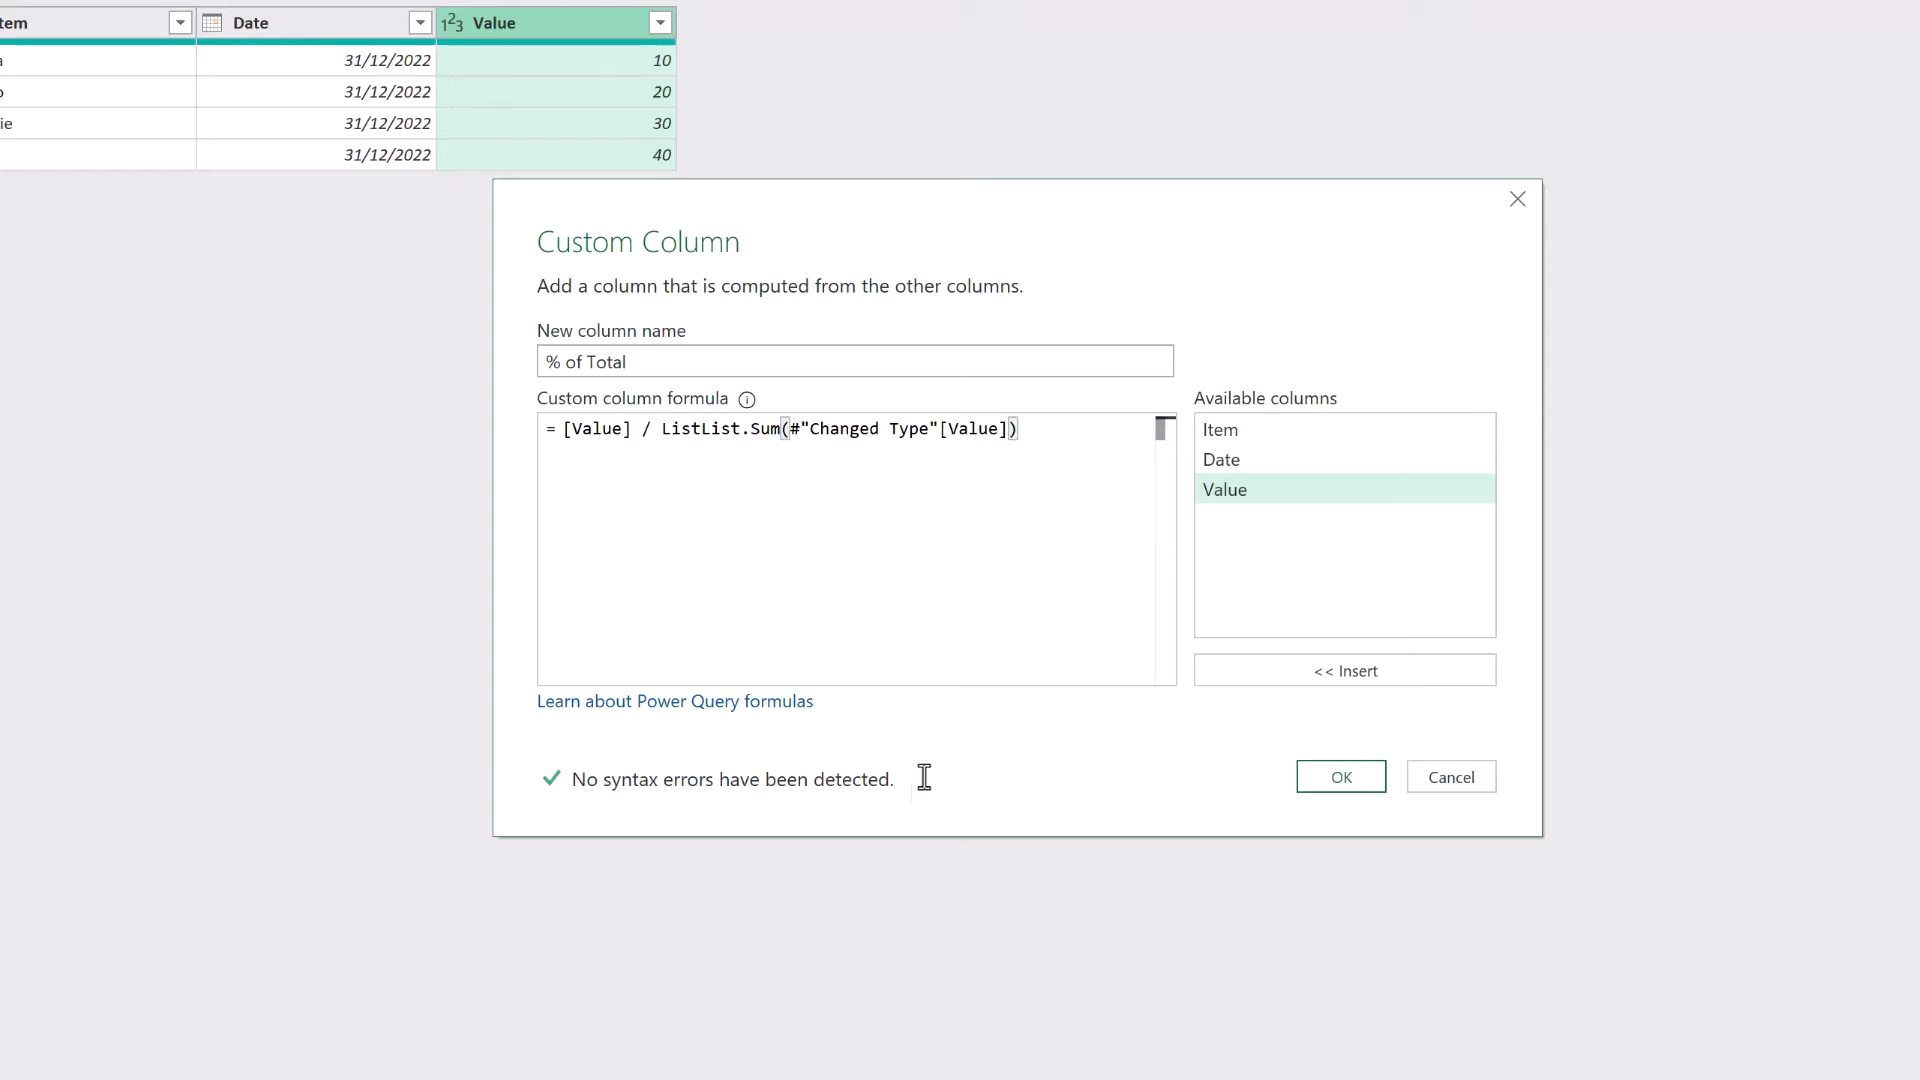 tem Date 123 Value
a 31/12/2022 10
o 31/12/2022 20
ie 31/12/2022 30
31/12/2022 40
Custom Column
Add a column that is computed from the other columns.
New column name
% of Total
Custom column formula
Available columns
= [Value] / ListList.Sum(#"Changed Type"[Value])
Item
Date
Value
<< Insert
Learn about Power Query formulas
No syntax errors have been detected.
OK
Cancel